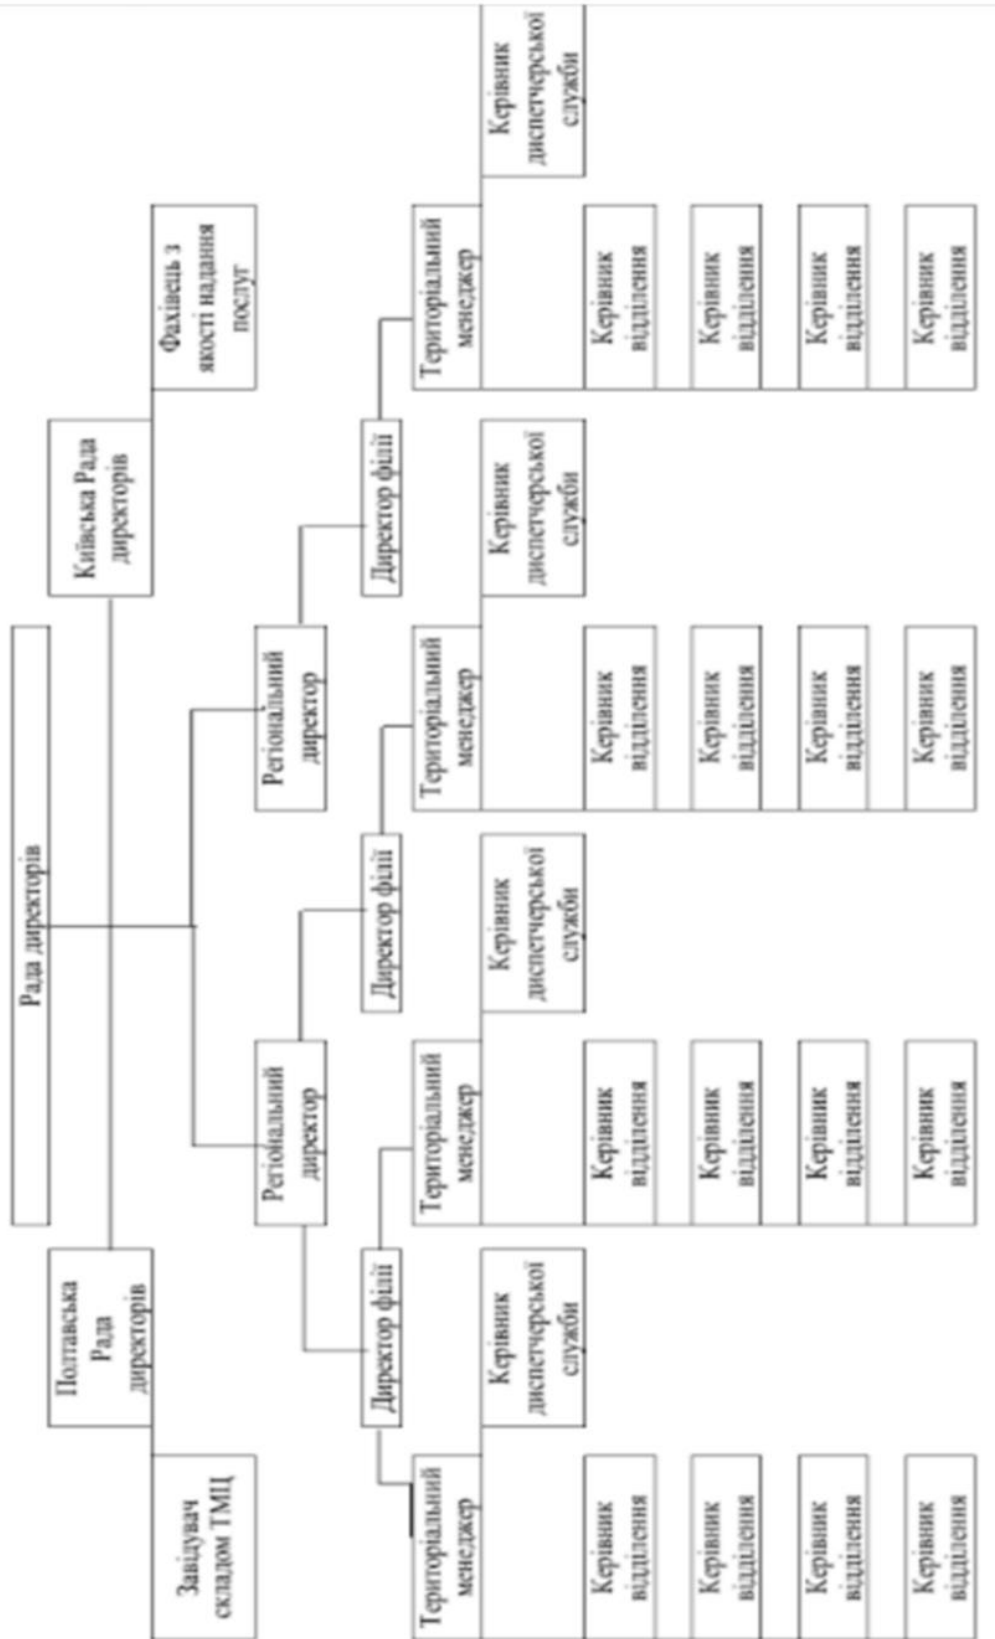 Рада директорів
Полтавська
Рада
директорів
Київська Рада
директорів
Завідувач
складом ТМЦ
Фахівець з
якості надання
послуг
Регіональний
директор
Регіональний
директор
Директор філії
Директор філії
Директор філії
Територіальний
менеджер
Територіальний
менеджер
Територіальний
менеджер
Територіальний
менеджер
Керівник
диспетчерської
служби
Керівник
диспетчерської
служби
Керівник
диспетчерської
служби
Керівник
диспетчерської
служби
Керівник
відділення
Керівник
відділення
Керівник
відділення
Керівник
відділення
Керівник
відділення
Керівник
відділення
Керівник
відділення
Керівник
відділення
Керівник
відділення
Керівник
відділення
Керівник
відділення
Керівник
відділення
Керівник
відділення
Керівник
відділення
Керівник
відділення
Керівник
відділення